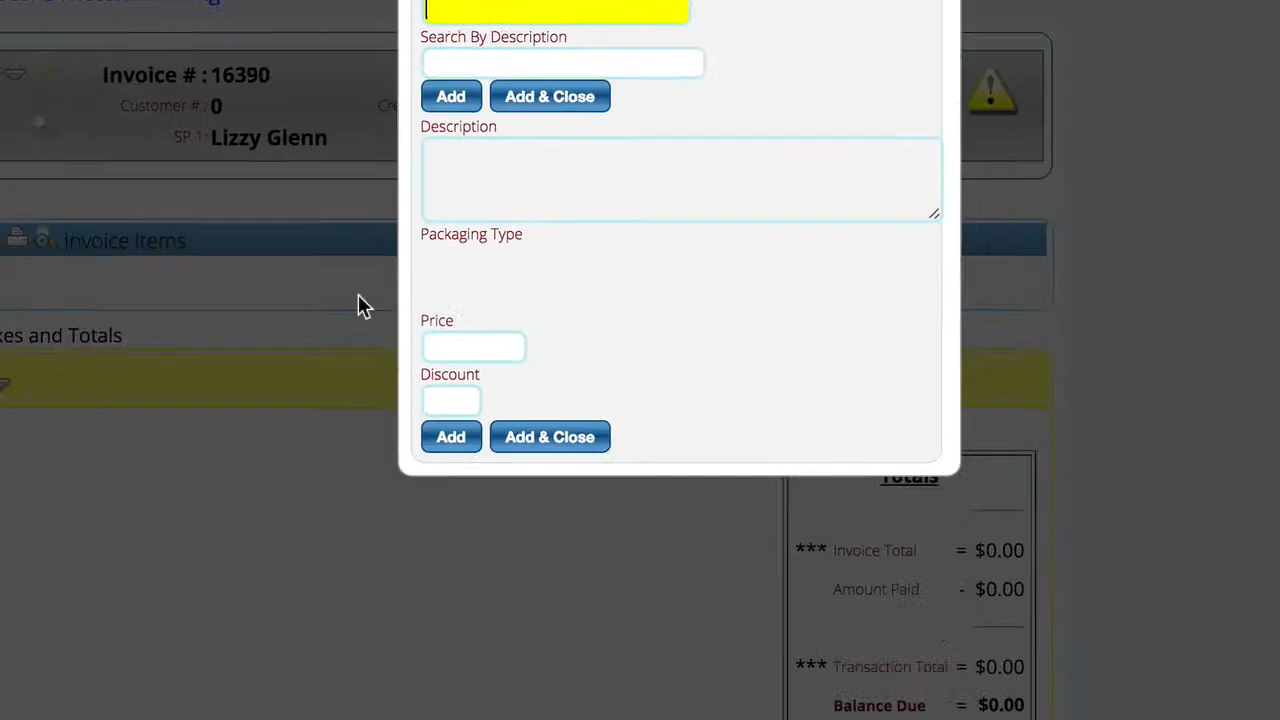 Search By Description
Invoice # : 16390
Add Add & Close
Customer # : 0
Description
SP 1: Lizzy Glenn
Packaging Type
Invoice Items
Price
xes and Totals
Discount
Add Add & Close
Totals
*** Invoice Total = $0.00
Amount Paid - $0.00
*** Transaction Total = $0.00
Balance Due = $0.00